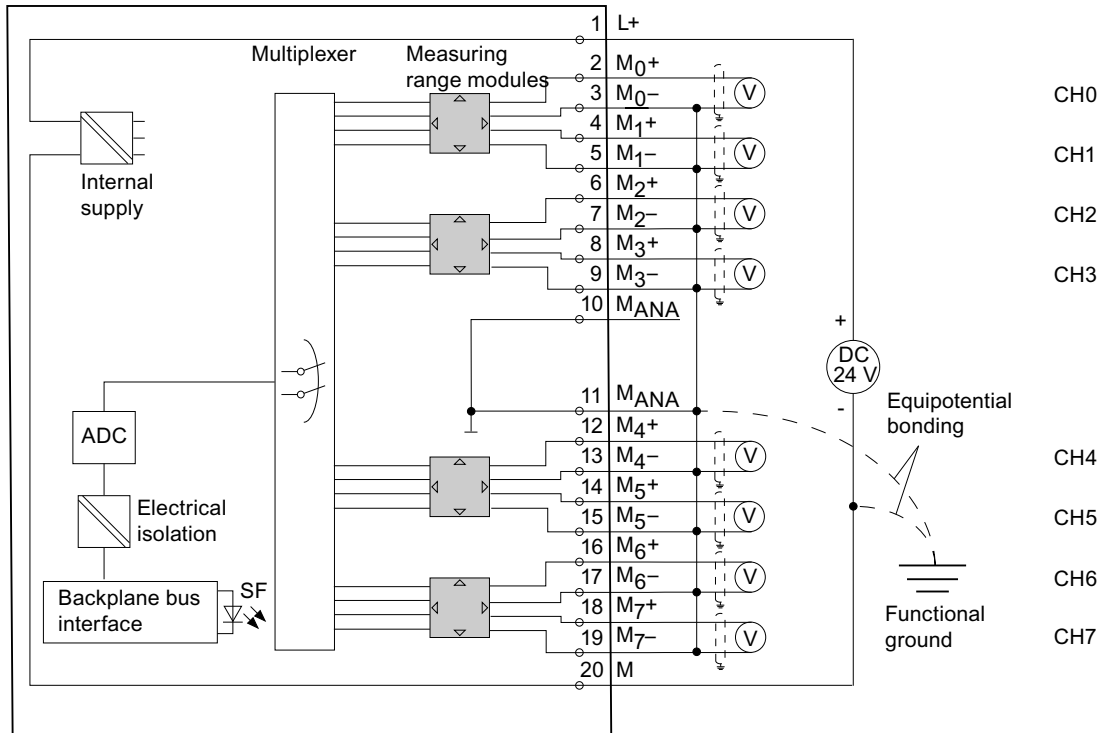 1 L+
Multiplexer
Measuring
range modules
2 M0+
3 M0–
CH0
4 M1+
5 M1–
CH1
Internal
supply
6 M2+
7 M2–
CH2
8 M3+
9 M3–
CH3
10 MANA
+
DC
24 V
-
11 MANA
Equipotential
bonding
ADC
12 M4+
13 M4–
CH4
14 M5+
15 M5–
CH5
Electrical
isolation
16 M6+
17 M6–
CH6
SF
Backplane bus
interface
18 M7+
19 M7–
CH7
Functional
ground
20 M
V
V
V
V
V
V
V
V